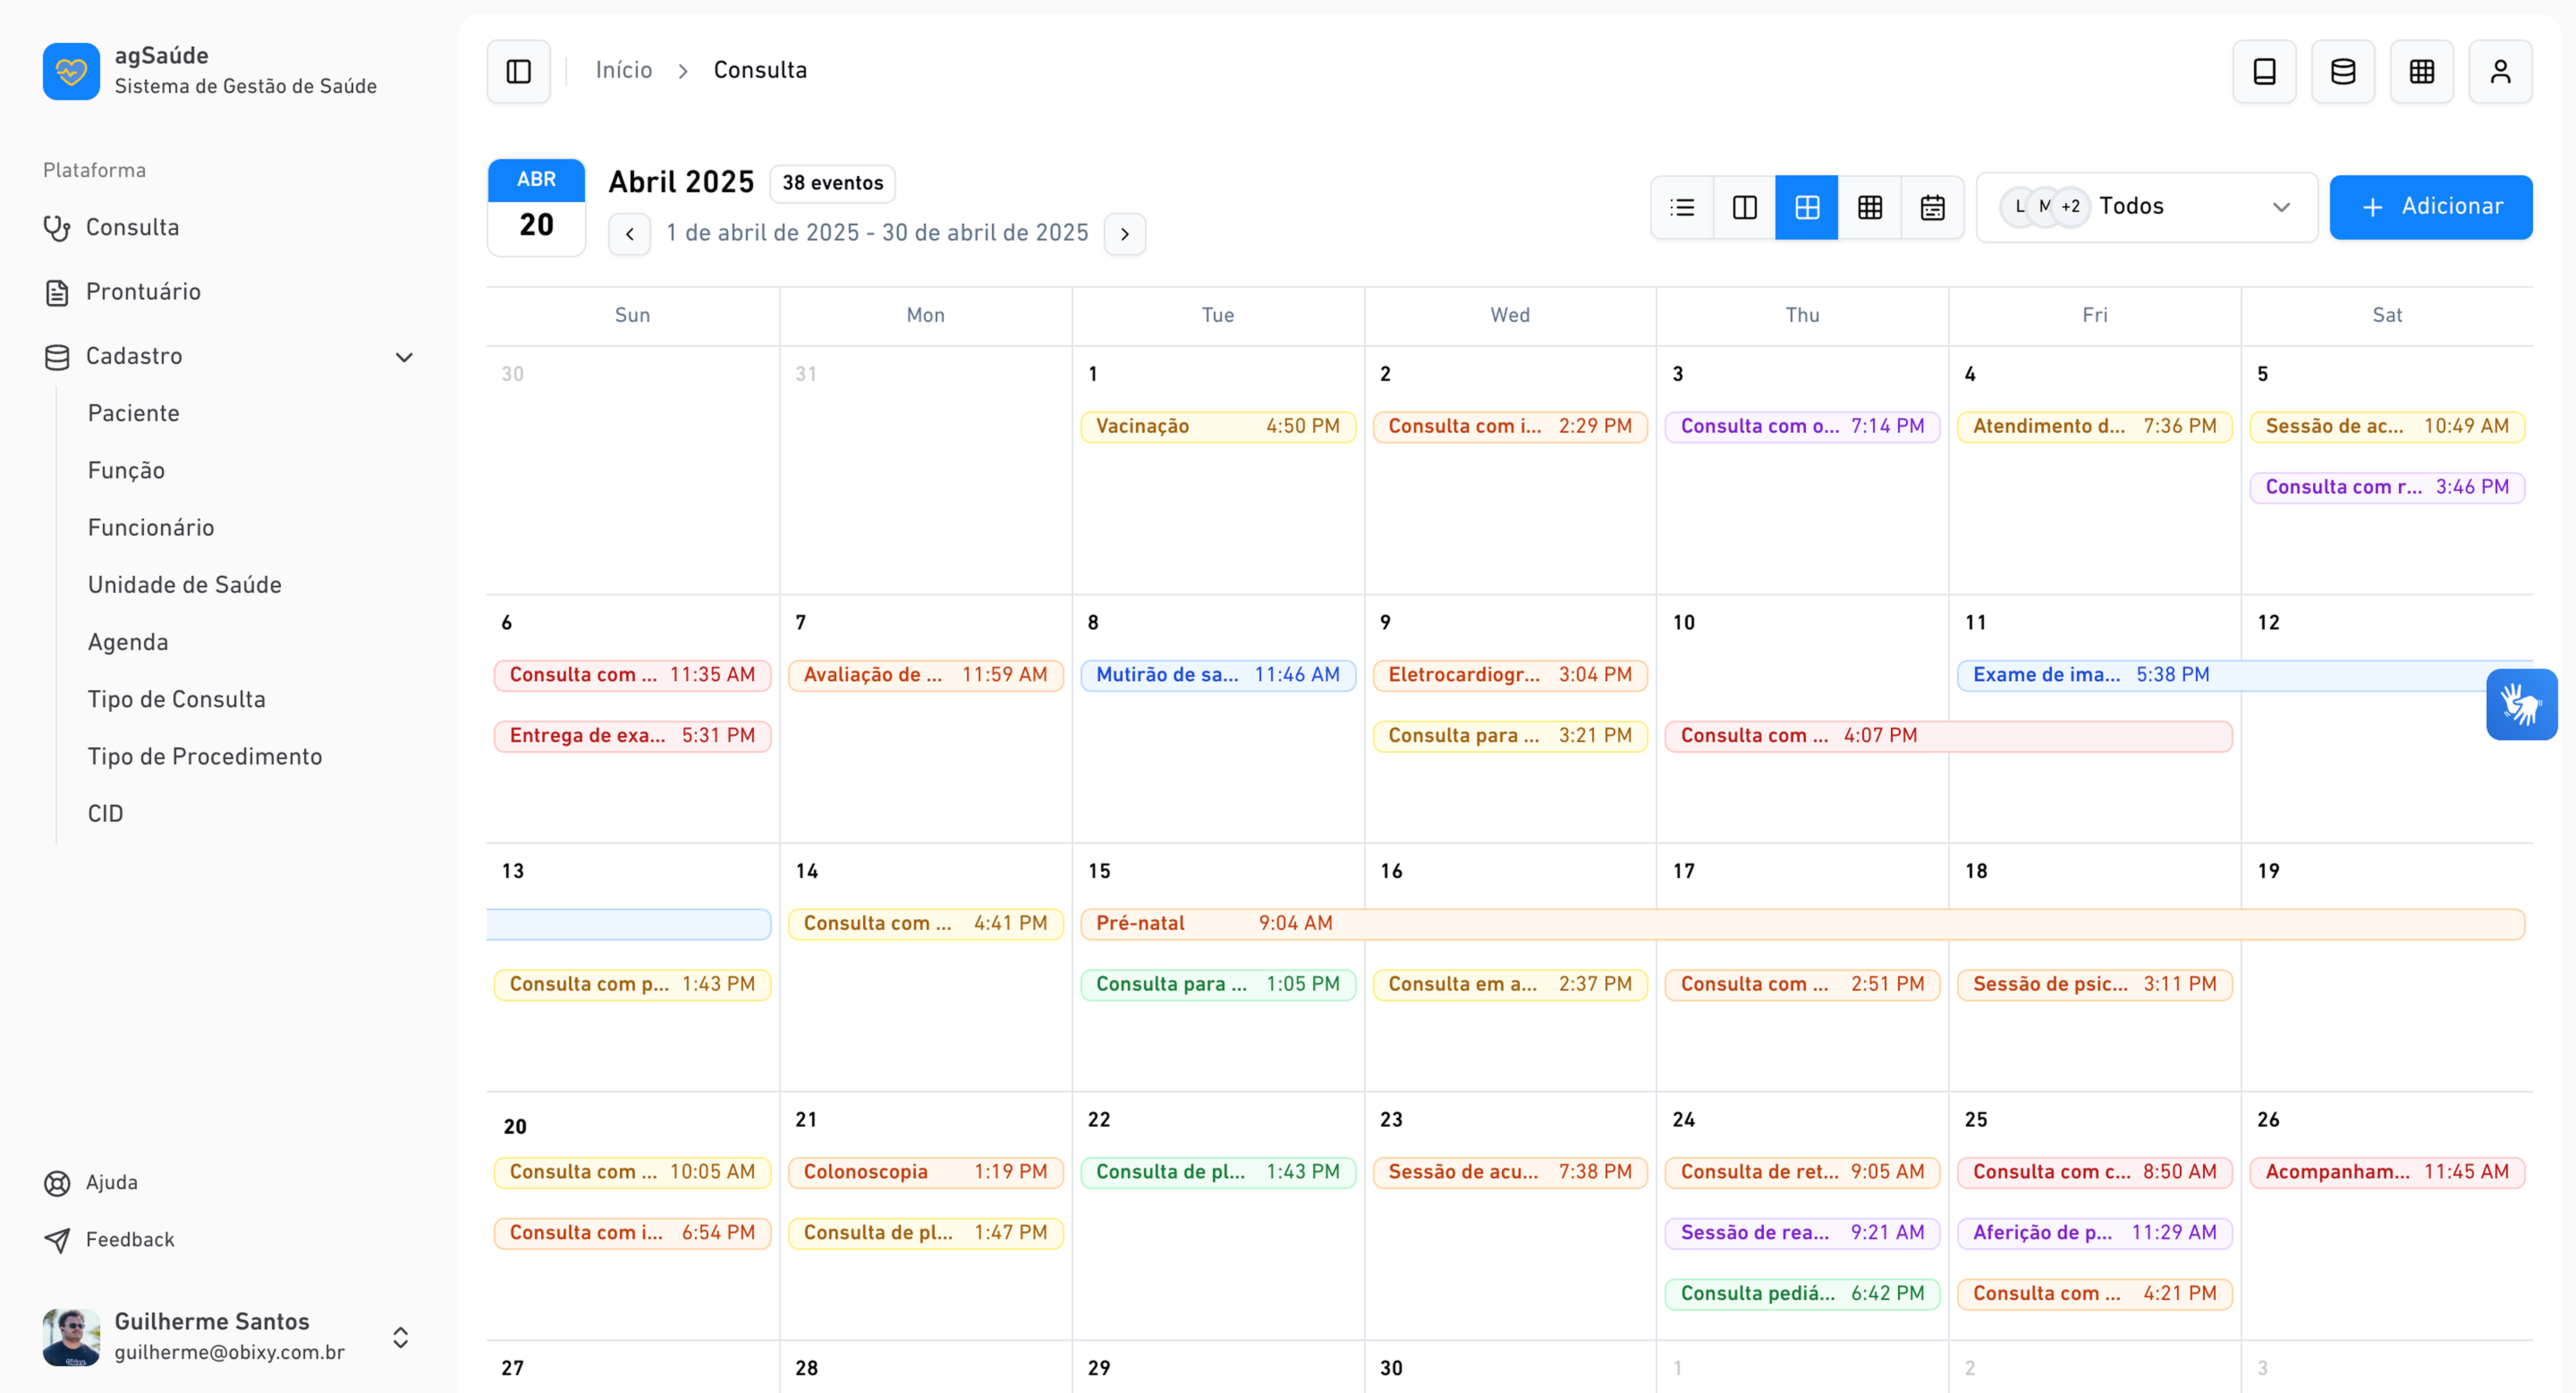 agSaúde
Sistema de Gestão de Saúde
Plataforma
Consulta
Prontuário
Cadastro
Paciente
Função
Funcionário
Unidade de Saúde
Agenda
Tipo de Consulta
Tipo de Procedimento
CID
Ajuda
Feedback
Guilherme Santos
guilherme@obixy.com.br
Início > Consulta
ABR
20
Abril 2025 38 eventos
1 de abril de 2025 - 30 de abril de 2025
L M +2 Todos
Adicionar
Sun Mon Tue Wed Thu Fri Sat
30 31 1 2 3 4 5
Vacinação 4:50 PM Consulta com i... 2:29 PM Consulta com o... 7:14 PM Atendimento d... 7:36 PM Sessão de ac... 10:49 AM
Consulta com r... 3:46 PM
6 7 8 9 10 11 12
Consulta com ... 11:35 AM Avaliação de ... 11:59 AM Mutirão de sa... 11:46 AM Eletrocardiogr... 3:04 PM Exame de ima... 5:38 PM
Entrega de exa... 5:31 PM Consulta para ... 3:21 PM Consulta com ... 4:07 PM
13 14 15 16 17 18 19
Consulta com ... 4:41 PM Pré-natal 9:04 AM
Consulta com p... 1:43 PM Consulta para ... 1:05 PM Consulta em a... 2:37 PM Consulta com ... 2:51 PM Sessão de psic... 3:11 PM
20 21 22 23 24 25 26
Consulta com ... 10:05 AM Colonoscopia 1:19 PM Consulta de pl... 1:43 PM Sessão de acu... 7:38 PM Consulta de ret... 9:05 AM Consulta com c... 8:50 AM Acompanham... 11:45 AM
Consulta com i... 6:54 PM Consulta de pl... 1:47 PM Sessão de rea... 9:21 AM Aferição de p... 11:29 AM
Consulta pediá... 6:42 PM Consulta com ... 4:21 PM
27 28 29 30 1 2 3